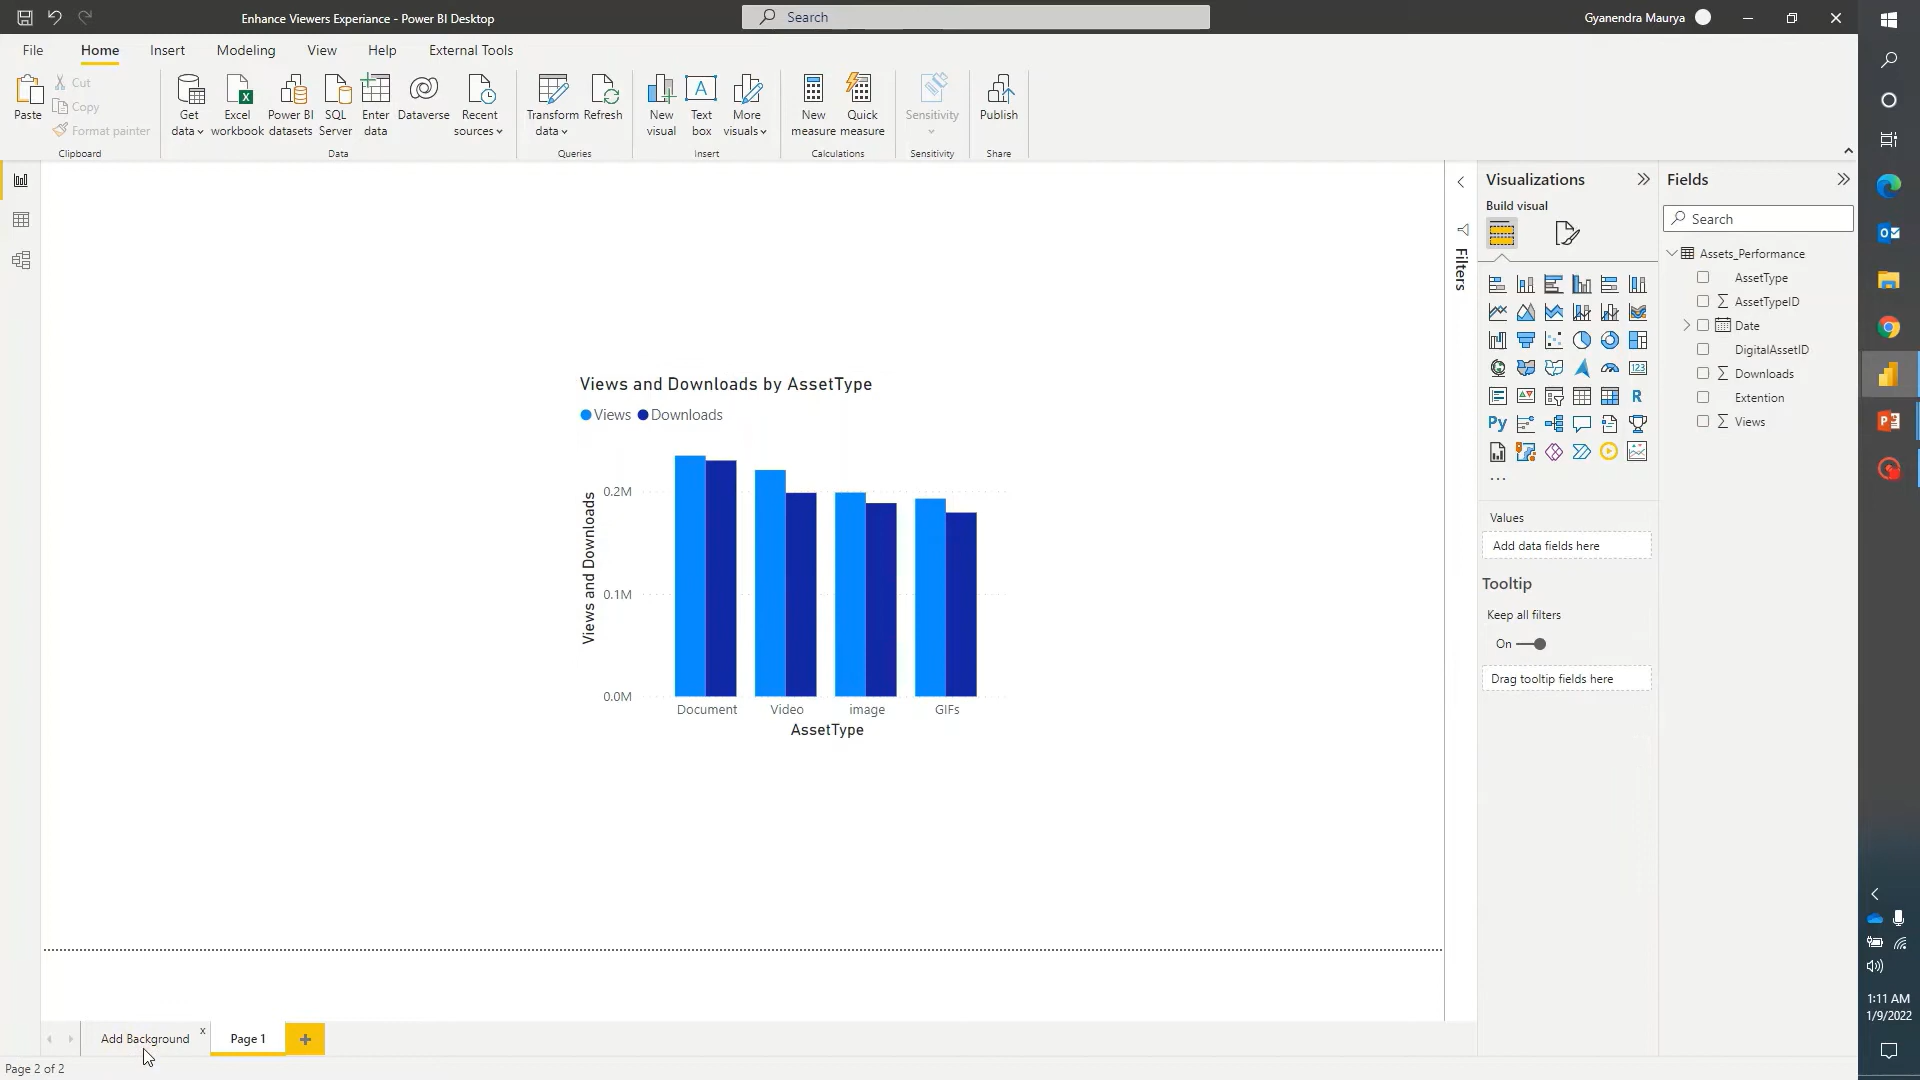 Enhance Viewers Experiance - Power BI Desktop
Search
Gyanendra Maurya
File Home Insert Modeling View Help External Tools
Paste
Cut
Copy
Format painter
Clipboard
Get data
Excel workbook
Power BI datasets
SQL Server
Enter data
Dataverse
Recent sources
Data
Transform data
Refresh
Queries
New visual
Text box
More visuals
Insert
New measure
Quick measure
Calculations
Sensitivity
Sensitivity
Publish
Share
Views and Downloads by AssetType
Views Downloads
Views and Downloads
0.2M
0.1M
0.0M
Document Video image GIFs
AssetType
Filters
Visualizations
Build visual
R
Py
123
...
Values
Add data fields here
Tooltip
Keep all filters
On
Drag tooltip fields here
Fields
Search
Assets_Performance
AssetType
AssetTypeID
Date
DigitalAssetID
Downloads
Extention
Views
Add Background x
Page 1
+
Page 2 of 2
1:11 AM
1/9/2022